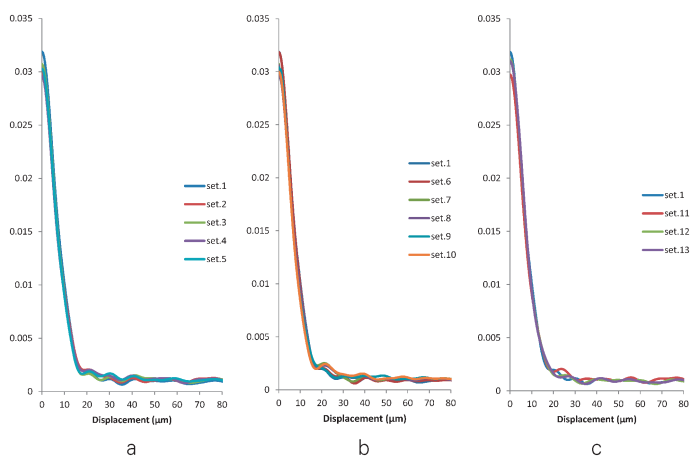 0.035
0.03
0.025
0.02
0.015
0.01
0.005
0
0 10 20 30 40 50 60 70 80
Displacement (µm)
set.1
set.2
set.3
set.4
set.5
a
0.035
0.03
0.025
0.02
0.015
0.01
0.005
0
0 10 20 30 40 50 60 70 80
Displacement (µm)
set.1
set.6
set.7
set.8
set.9
set.10
b
0.035
0.03
0.025
0.02
0.015
0.01
0.005
0
0 10 20 30 40 50 60 70 80
Displacement (µm)
set.1
set.11
set.12
set.13
c